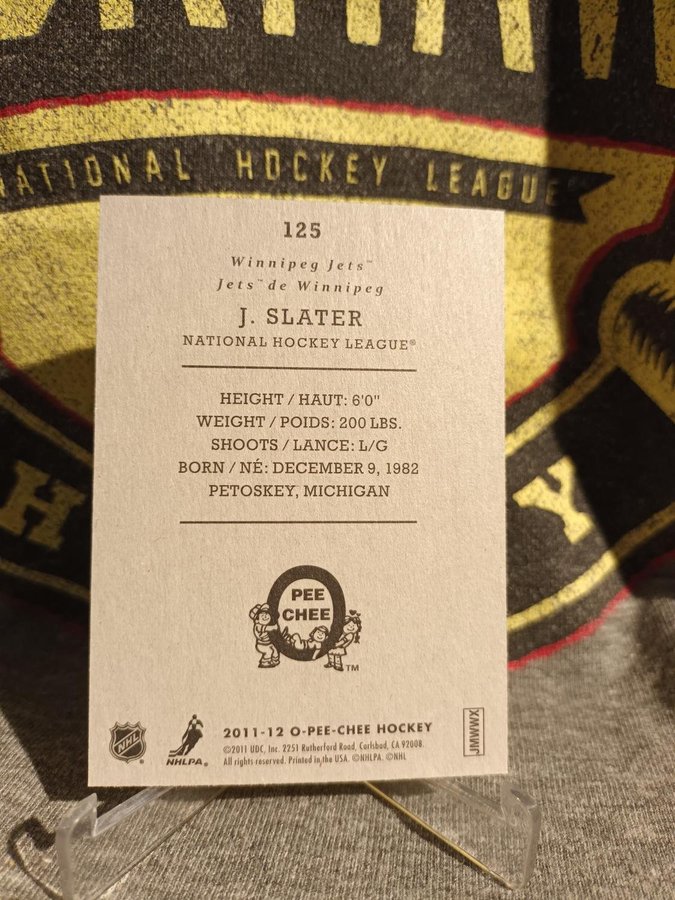 NATIONAL HOCKEY LEAGUE
125
Winnipeg Jets™
Jets™ de Winnipeg
J. SLATER
NATIONAL HOCKEY LEAGUE®
HEIGHT / HAUT: 6'0"
WEIGHT / POIDS: 200 LBS.
SHOOTS / LANCE: L/G
BORN / NÉ: DECEMBER 9, 1982
PETOSKEY, MICHIGAN
H
Y
O
PEE
CHEE
TM
NHL
NHLPA®
2011-12 O-PEE-CHEE HOCKEY
©2011 UDC, Inc. 2251 Rutherford Road, Carlsbad, CA 92008.
All rights reserved. Printed in the USA. ©NHLPA. ©NHL
JMWWX